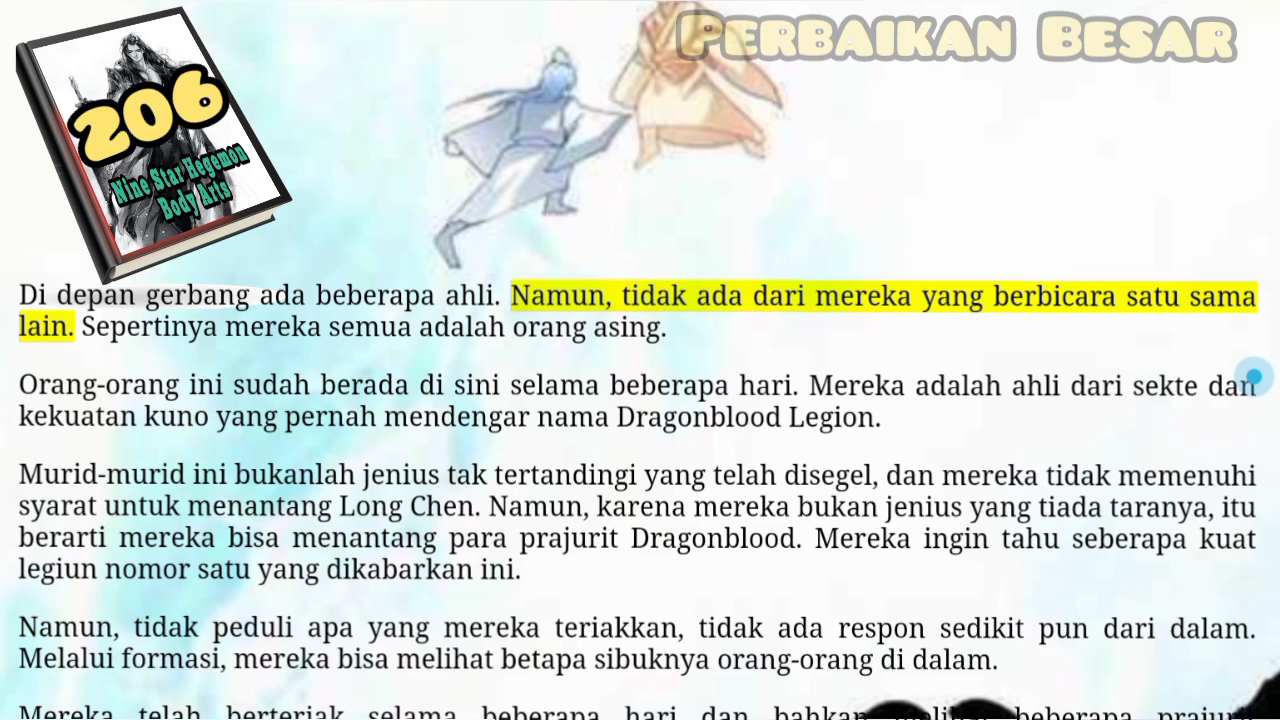 PERBAIKAN BESAR
206
Nine Star Hegemon
Body Arts
Di depan gerbang ada beberapa ahli. Namun, tidak ada dari mereka yang berbicara satu sama
lain. Sepertinya mereka semua adalah orang asing.
Orang-orang ini sudah berada di sini selama beberapa hari. Mereka adalah ahli dari sekte dan
kekuatan kuno yang pernah mendengar nama Dragonblood Legion.
Murid-murid ini bukanlah jenius tak tertandingi yang telah disegel, dan mereka tidak memenuhi
syarat untuk menantang Long Chen. Namun, karena mereka bukan jenius yang tiada taranya, itu
berarti mereka bisa menantang para prajurit Dragonblood. Mereka ingin tahu seberapa kuat
legiun nomor satu yang dikabarkan ini.
Namun, tidak peduli apa yang mereka teriakkan, tidak ada respon sedikit pun dari dalam.
Melalui formasi, mereka bisa melihat betapa sibuknya orang-orang di dalam.
Mereka telah berteriak selama beberapa hari dan bahkan melihat beberapa prajurit